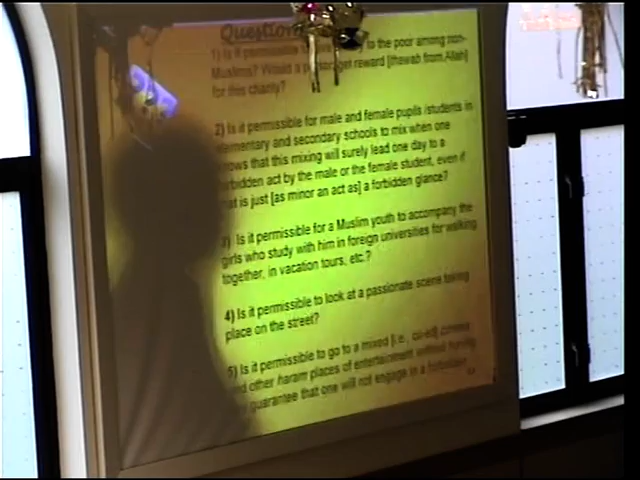 Question
1) Is it permissible to to the poor among non-
Muslims? Would a get reward [thawab from Allah]
for this charity?
2) Is it permissible for male and female pupils /students in
elementary and secondary schools to mix when one
knows that this mixing will surely lead one day to a
forbidden act by the male or the female student, even if
that is just [as minor an act as] a forbidden glance?
3) Is it permissible for a Muslim youth to accompany the
girls who study with him in foreign universities for walking
together, in vacation tours, etc.?
4) Is it permissible to look at a passionate scene taking
place on the street?
5) Is it permissible to go to a mixed [i.e., co-ed] cinema
and other haram places of entertainment without having
guarantee that one will not engage in a forbidden